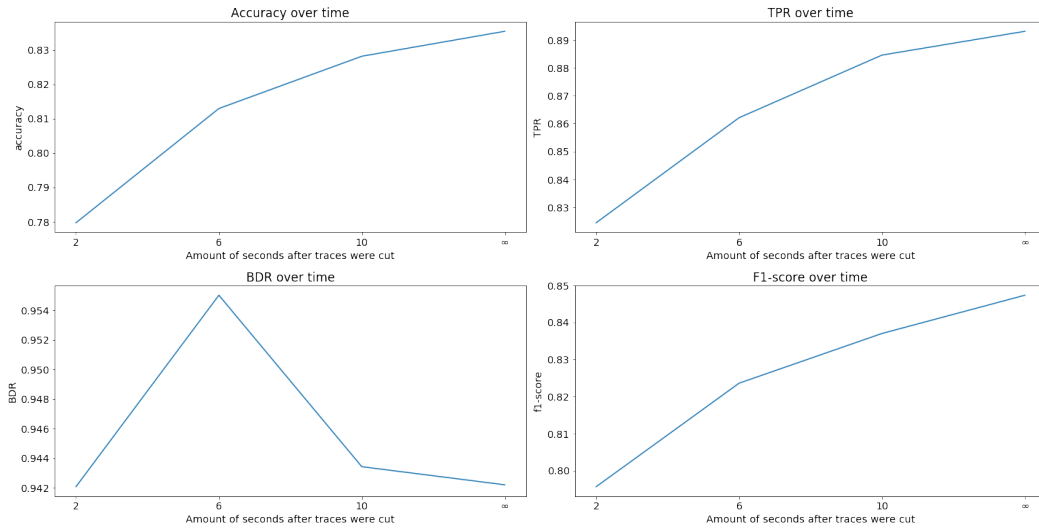 Accuracy over time
0.83
0.82
0.81
0.80
0.79
0.78
accuracy
2 6 10 ∞
Amount of seconds after traces were cut
TPR over time
0.89
0.88
0.87
0.86
0.85
0.84
0.83
TPR
2 6 10 ∞
Amount of seconds after traces were cut
BDR over time
0.954
0.952
0.950
0.948
0.946
0.944
0.942
BDR
2 6 10 ∞
Amount of seconds after traces were cut
F1-score over time
0.85
0.84
0.83
0.82
0.81
0.80
f1-score
2 6 10 ∞
Amount of seconds after traces were cut